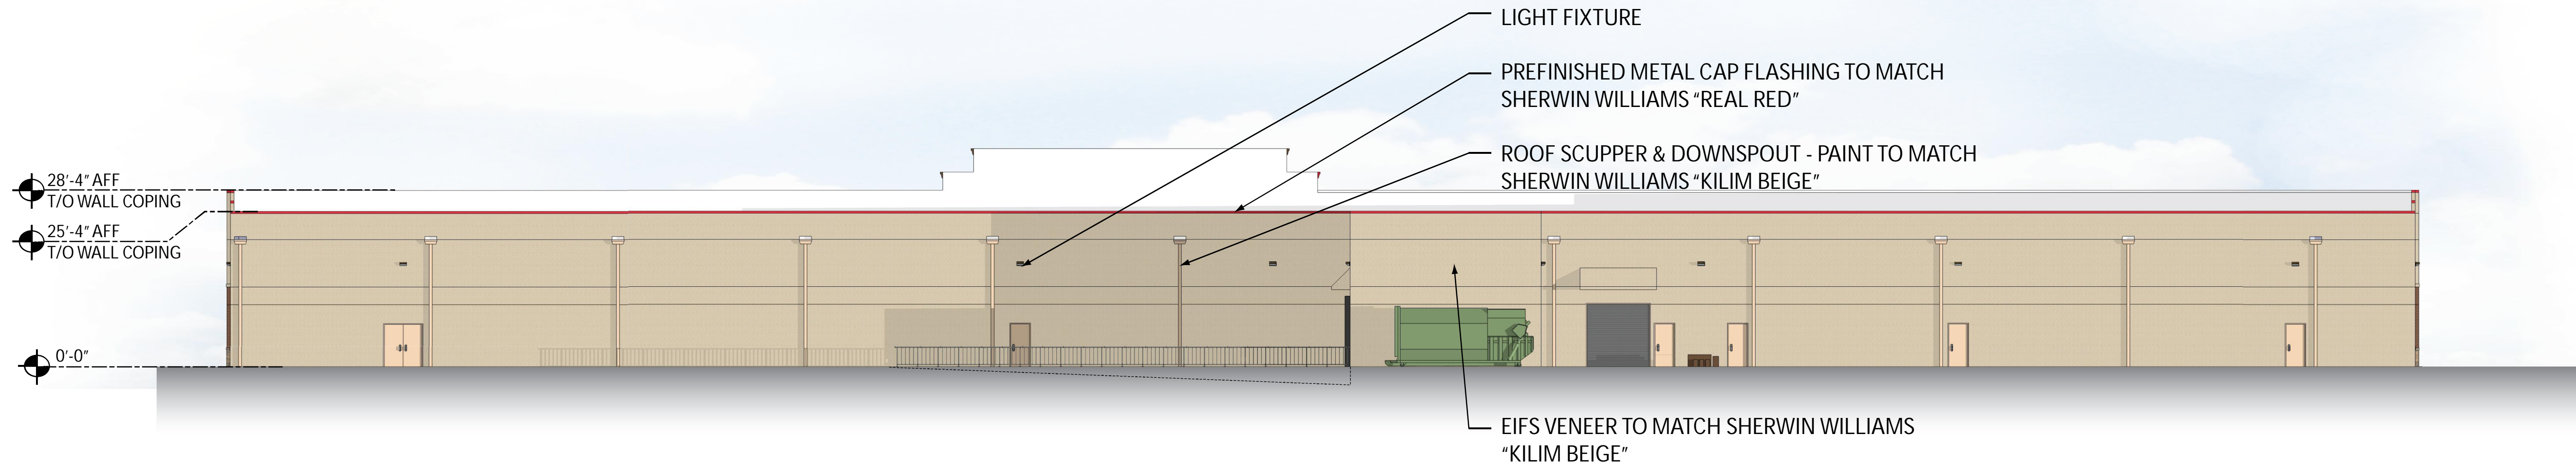 LIGHT FIXTURE
PREFINISHED METAL CAP FLASHING TO MATCH
SHERWIN WILLIAMS “REAL RED”
ROOF SCUPPER & DOWNSPOUT - PAINT TO MATCH
SHERWIN WILLIAMS “KILIM BEIGE”
28’-4” AFF
T/O WALL COPING
25’-4” AFF
T/O WALL COPING
0’-0”
EIFS VENEER TO MATCH SHERWIN WILLIAMS
“KILIM BEIGE”